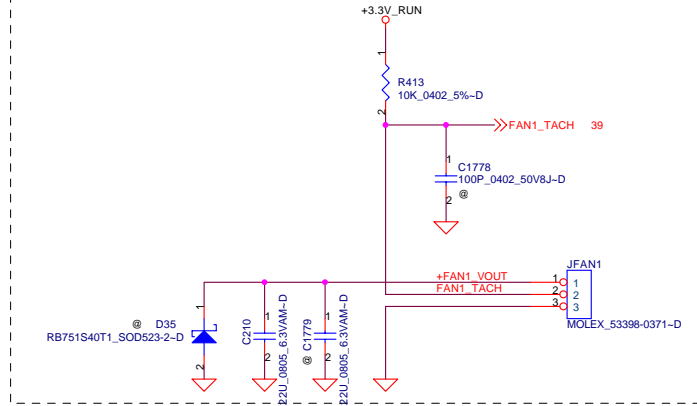 +3.3V_RUN
1
R413
10K_0402_5%~D
2
FAN1_TACH 39
1
C1778
100P_0402_50V8J~D
2
@
JFAN1
+FAN1_VOUT
1
1
FAN1_TACH
2
2
3
3
MOLEX_53398-0371~D
1
@ D35
RB751S40T1_SOD523-2~D
2
1
C210
2
22U_0805_6.3VAM~D
1
@ C1779
2
22U_0805_6.3VAM~D